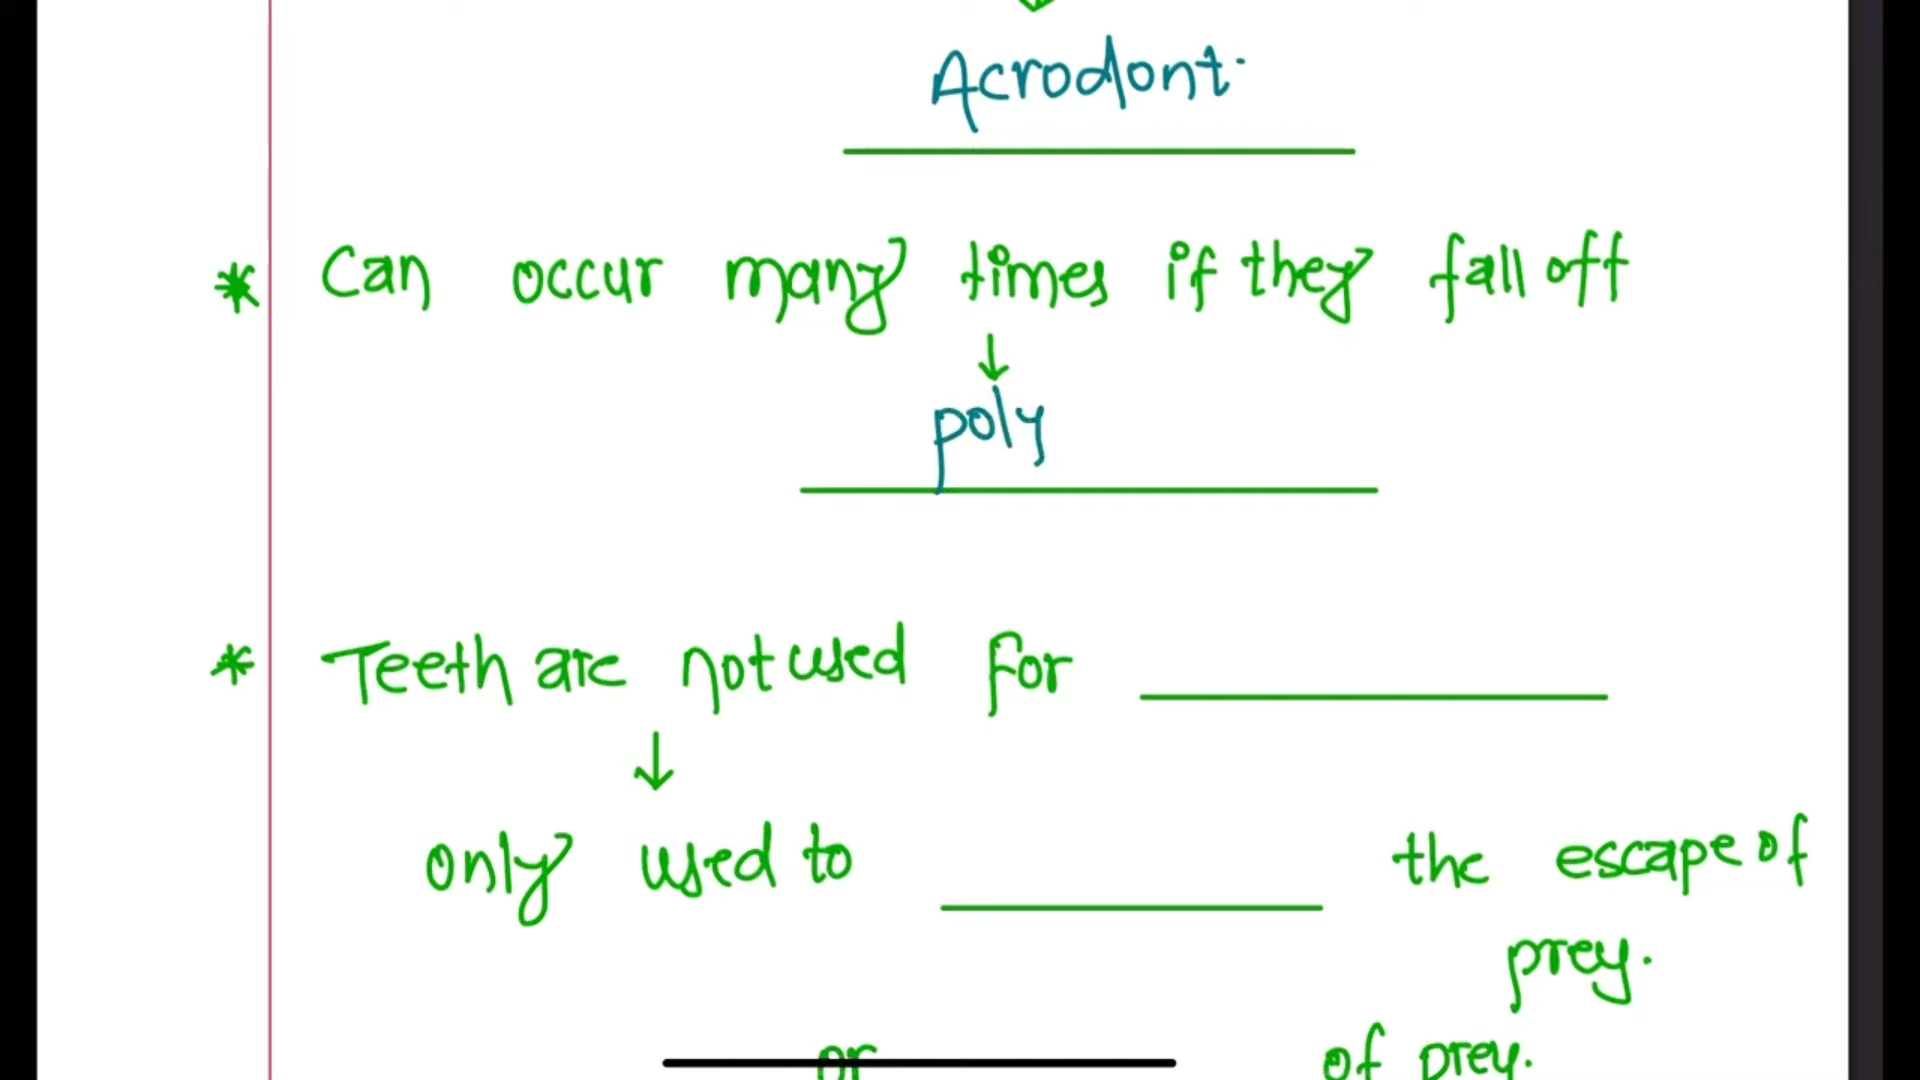 Acrodont.
* Can occur many times if they fall off
poly
* Teeth are not used for
only used to the escape of
prey.
or of prey.